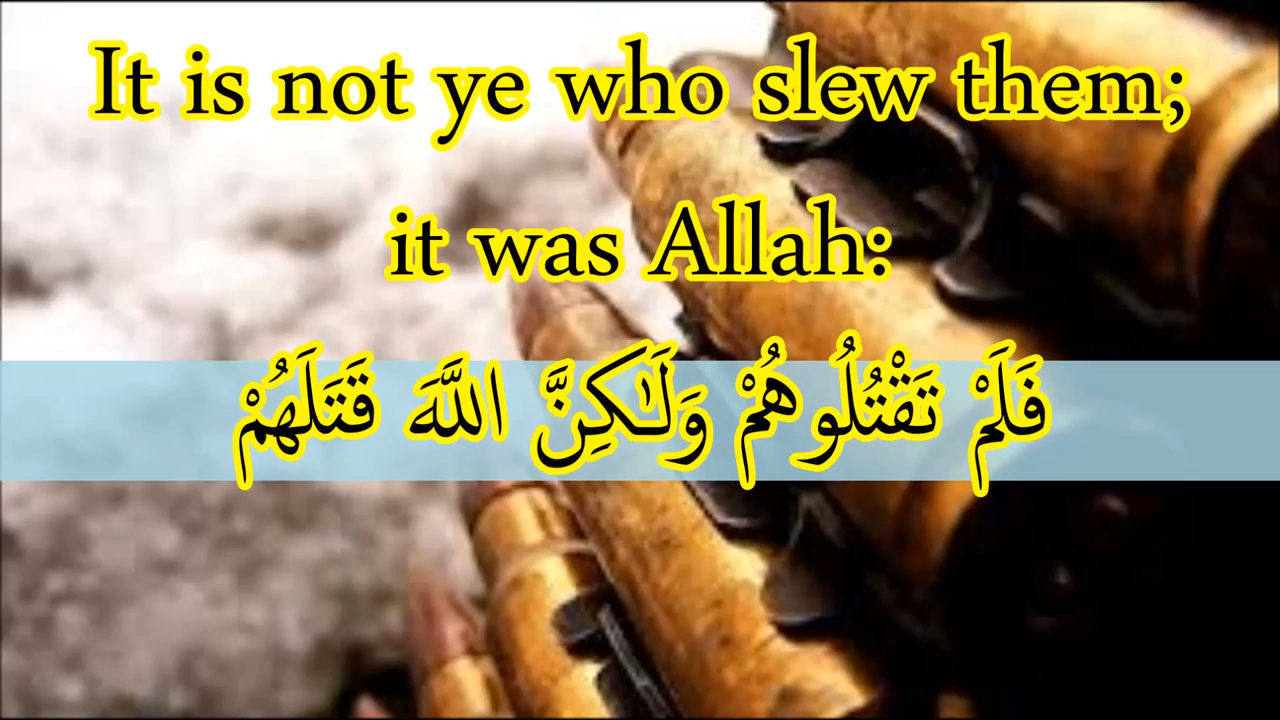 It is not ye who slew them;
it was Allah:
فَلَمْ تَقْتُلُوهُمْ وَلَٰكِنَّ اللَّهَ قَتَلَهُمْ